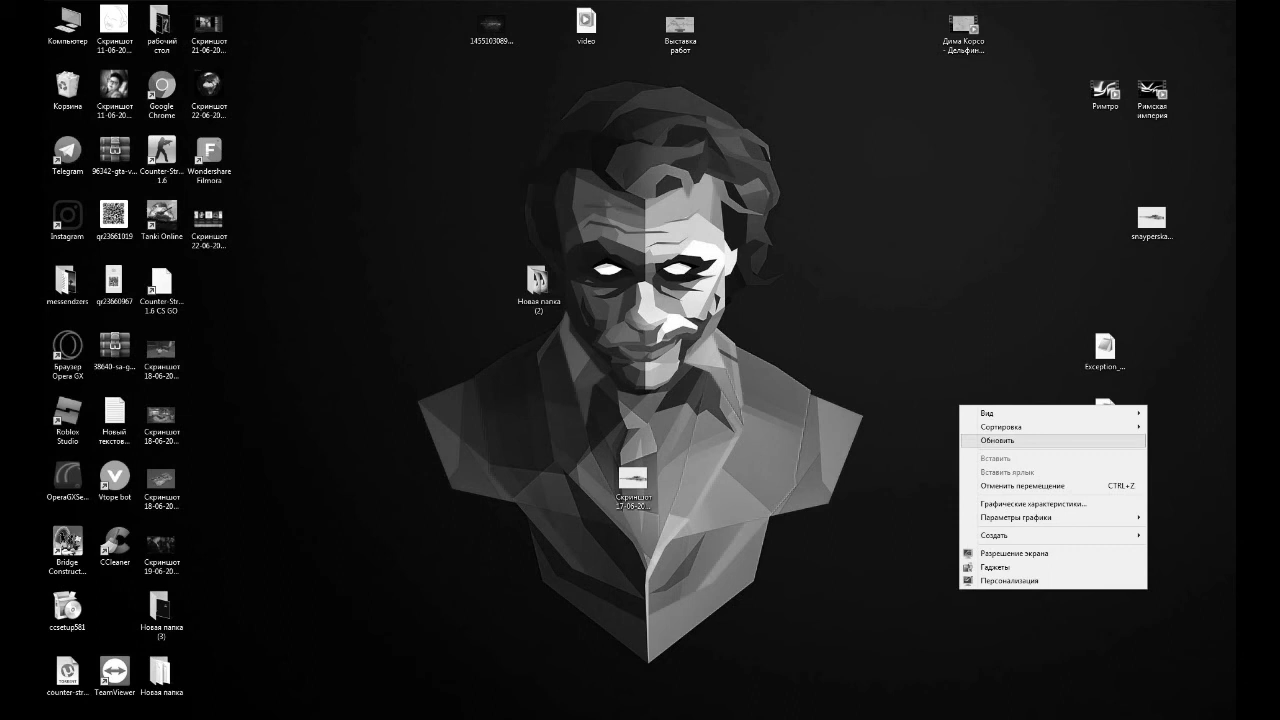 Компьютер
Скриншот
11-06-20...
рабочий
стол
Скриншот
21-06-20...
1455103089...
video
Выставка
работ
Дима Корсо
- Дельфин...
Корзина
Скриншот
11-06-20...
Google
Chrome
Скриншот
22-06-20...
Римтро
Римская
империя
Telegram
96342-gta-v...
Counter-Str...
1.6
Wondershare
Filmora
Instagram
qr23661019
Tanki Online
Скриншот
22-06-20...
snayperska...
messendzers
qr23660967
Counter-Str...
1.6 CS GO
Новая папка
(2)
Браузер
Opera GX
38640-sa-g...
Скриншот
18-06-20...
Exception_...
Roblox
Studio
Новый
текстов...
Скриншот
18-06-20...
OperaGXSe...
Vtope bot
Скриншот
18-06-20...
Скриншот
17-06-20...
Bridge
Construct...
CCleaner
Скриншот
19-06-20...
ccsetup581
Новая папка
(3)
TORRENT
counter-str...
TeamViewer
Новая папка
Вид
Сортировка
Обновить
Вставить
Вставить ярлык
Отменить перемещение CTRL+Z
Графические характеристики...
Параметры графики
Создать
Разрешение экрана
Гаджеты
Персонализация